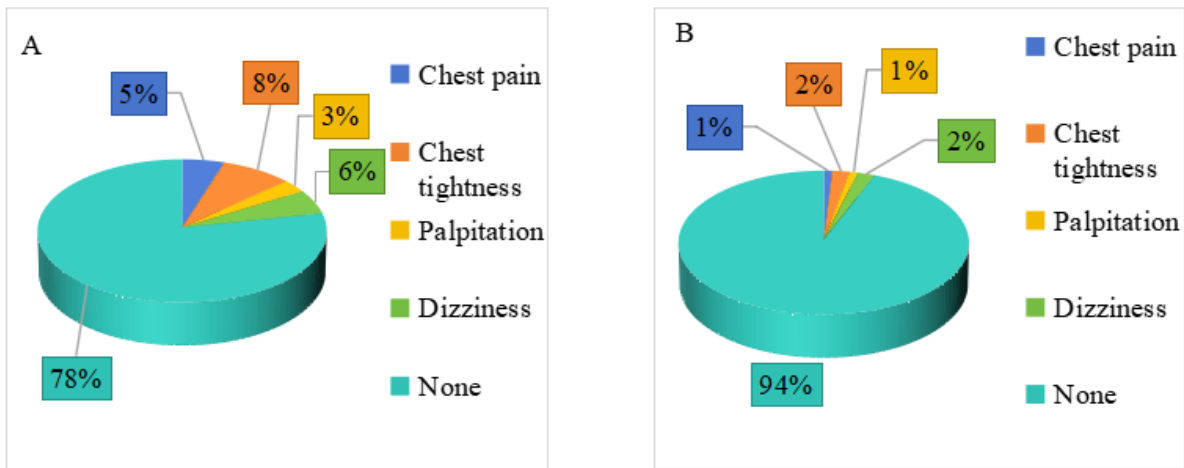 A
5%
8%
3%
6%
78%
Chest pain
Chest
tightness
Palpitation
Dizziness
None
B
1%
2%
1%
2%
94%
Chest pain
Chest
tightness
Palpitation
Dizziness
None